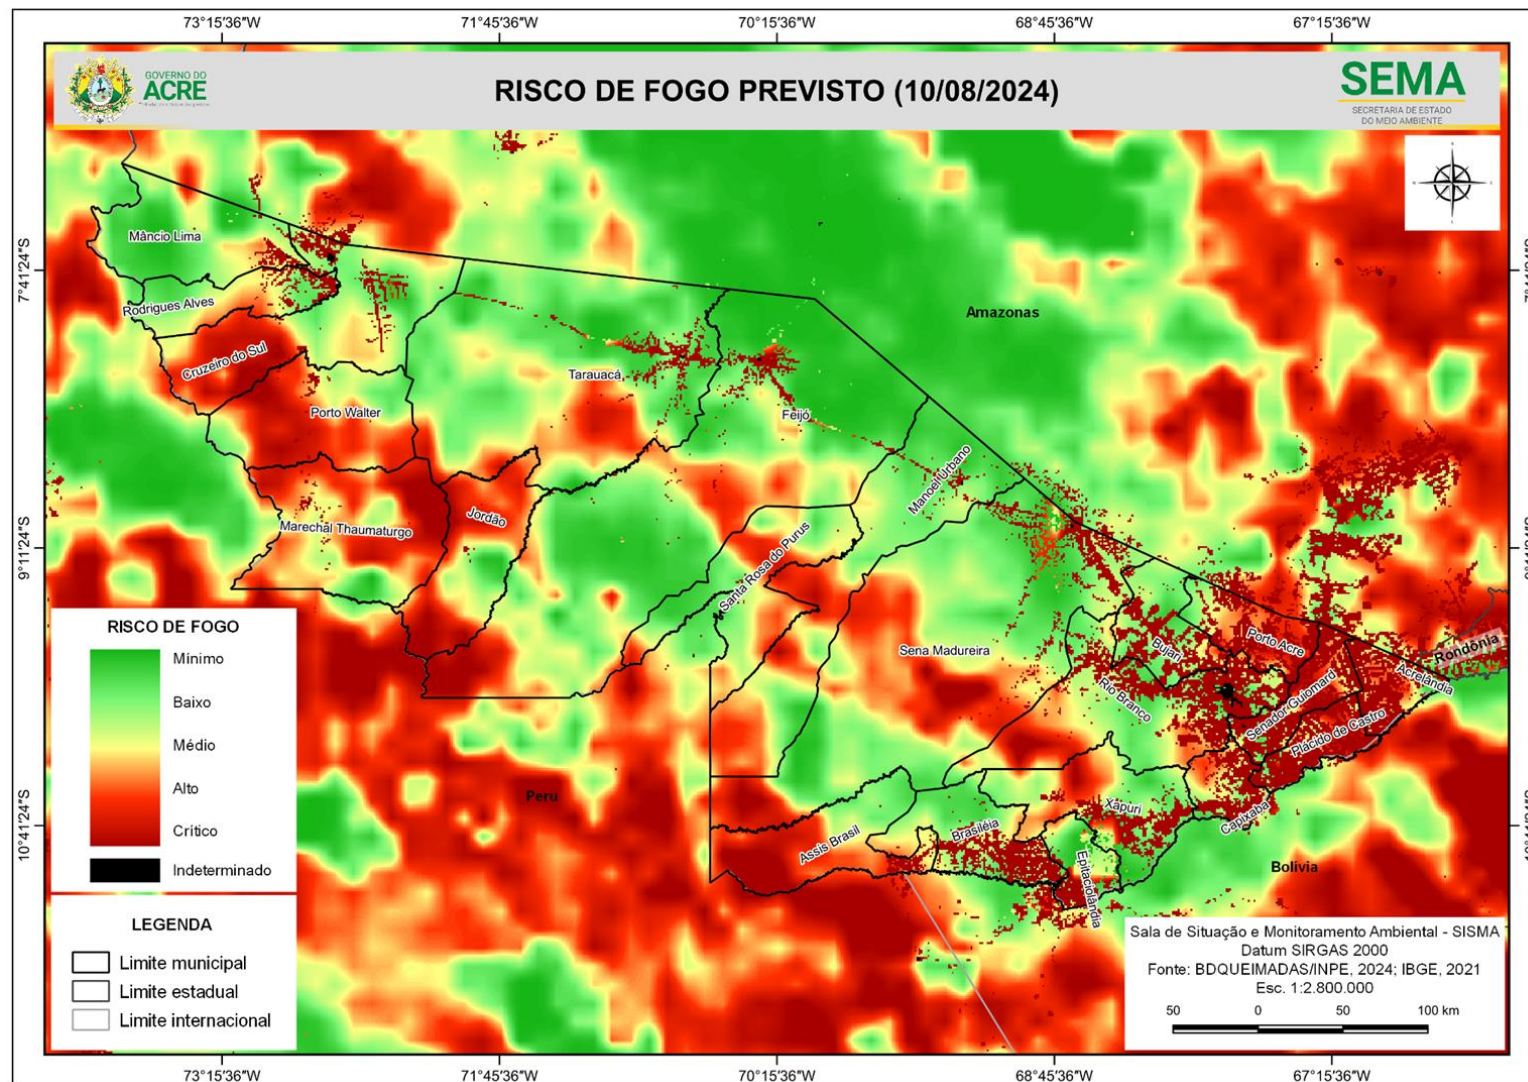 73°15'36"W
71°45'36"W
70°15'36"W
68°45'36"W
67°15'36"W
GOVERNO DO
ACRE
RISCO DE FOGO PREVISTO (10/08/2024)
SEMA
SECRETARIA DE ESTADO
DO MEIO AMBIENTE
Mâncio Lima
7°41'24"S
Rodrigues Alves
Amazonas
Cruzeiro do Sul
Tarauacá
Porto Walter
Feijó
Manoel Urbano
Jordão
Marechal Thaumaturgo
9°11'24"S
Santa Rosa do Purus
Sena Madureira
Bujari
Porto Acre
Rondônia
Acrelândia
Rio Branco
Senador Guiomard
Plácido de Castro
Xapuri
Capixaba
Peru
Assis Brasil
Brasiléia
Epitaciolândia
Bolívia
10°41'24"S
RISCO DE FOGO
Mínimo
Baixo
Médio
Alto
Crítico
Indeterminado
LEGENDA
Limite municipal
Limite estadual
Limite internacional
Sala de Situação e Monitoramento Ambiental - SISMA
Datum SIRGAS 2000
Fonte: BDQUEIMADAS/INPE, 2024; IBGE, 2021
Esc. 1:2.800.000
50 0 50 100 km
73°15'36"W
71°45'36"W
70°15'36"W
68°45'36"W
67°15'36"W